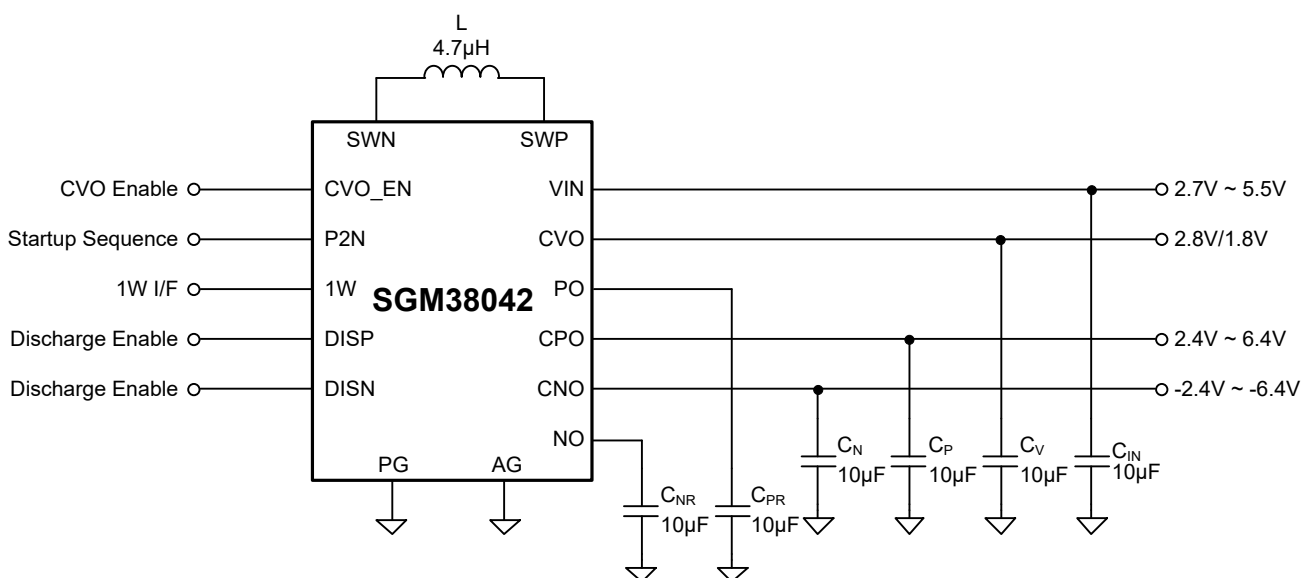 L
4.7µH
SWN SWP
CVO Enable CVO_EN VIN 2.7V ~ 5.5V
Startup Sequence P2N CVO 2.8V/1.8V
1W I/F 1W PO
SGM38042
Discharge Enable DISP CPO 2.4V ~ 6.4V
Discharge Enable DISN CNO -2.4V ~ -6.4V
NO
PG AG
CN CP CV CIN
10µF 10µF 10µF 10µF
CNR CPR
10µF 10µF